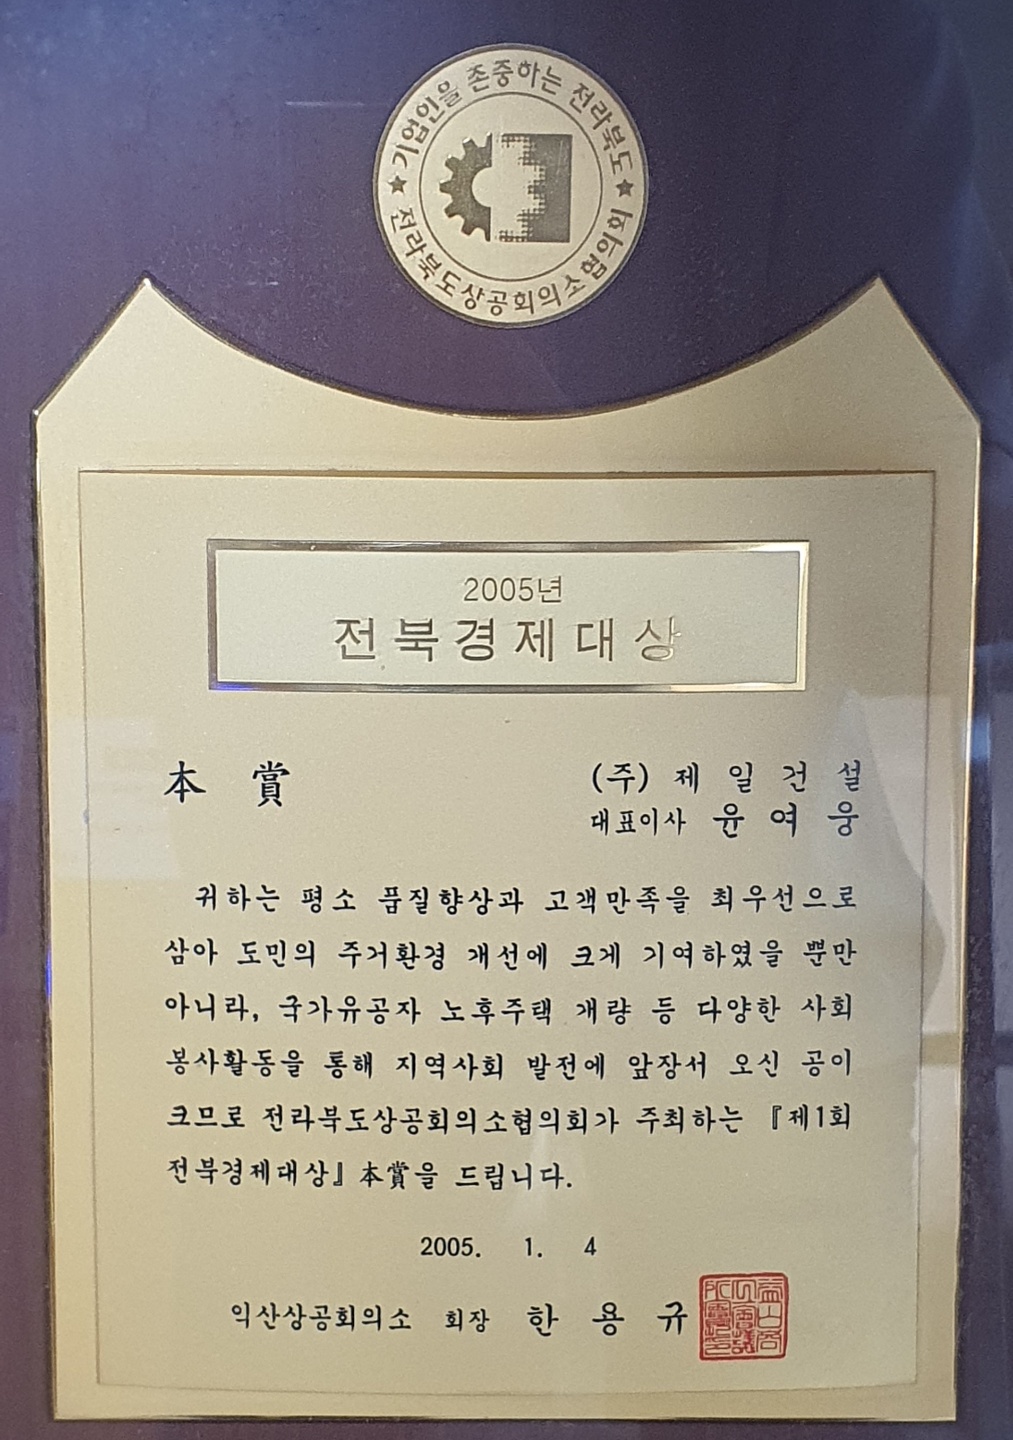 기업인을 존중하는 전라북도
전라북도상공회의소협의회
2005년
전북경제대상
本賞
(주) 제일건설
대표이사 윤여웅
귀하는 평소 품질향상과 고객만족을 최우선으로
삼아 도민의 주거환경 개선에 크게 기여하였을 뿐만
아니라, 국가유공자 노후주택 개량 등 다양한 사회
봉사활동을 통해 지역사회 발전에 앞장서 오신 공이
크므로 전라북도상공회의소협의회가 주최하는 『제1회
전북경제대상』 本賞을 드립니다.
2005. 1. 4
익산상공회의소 회장 한용규